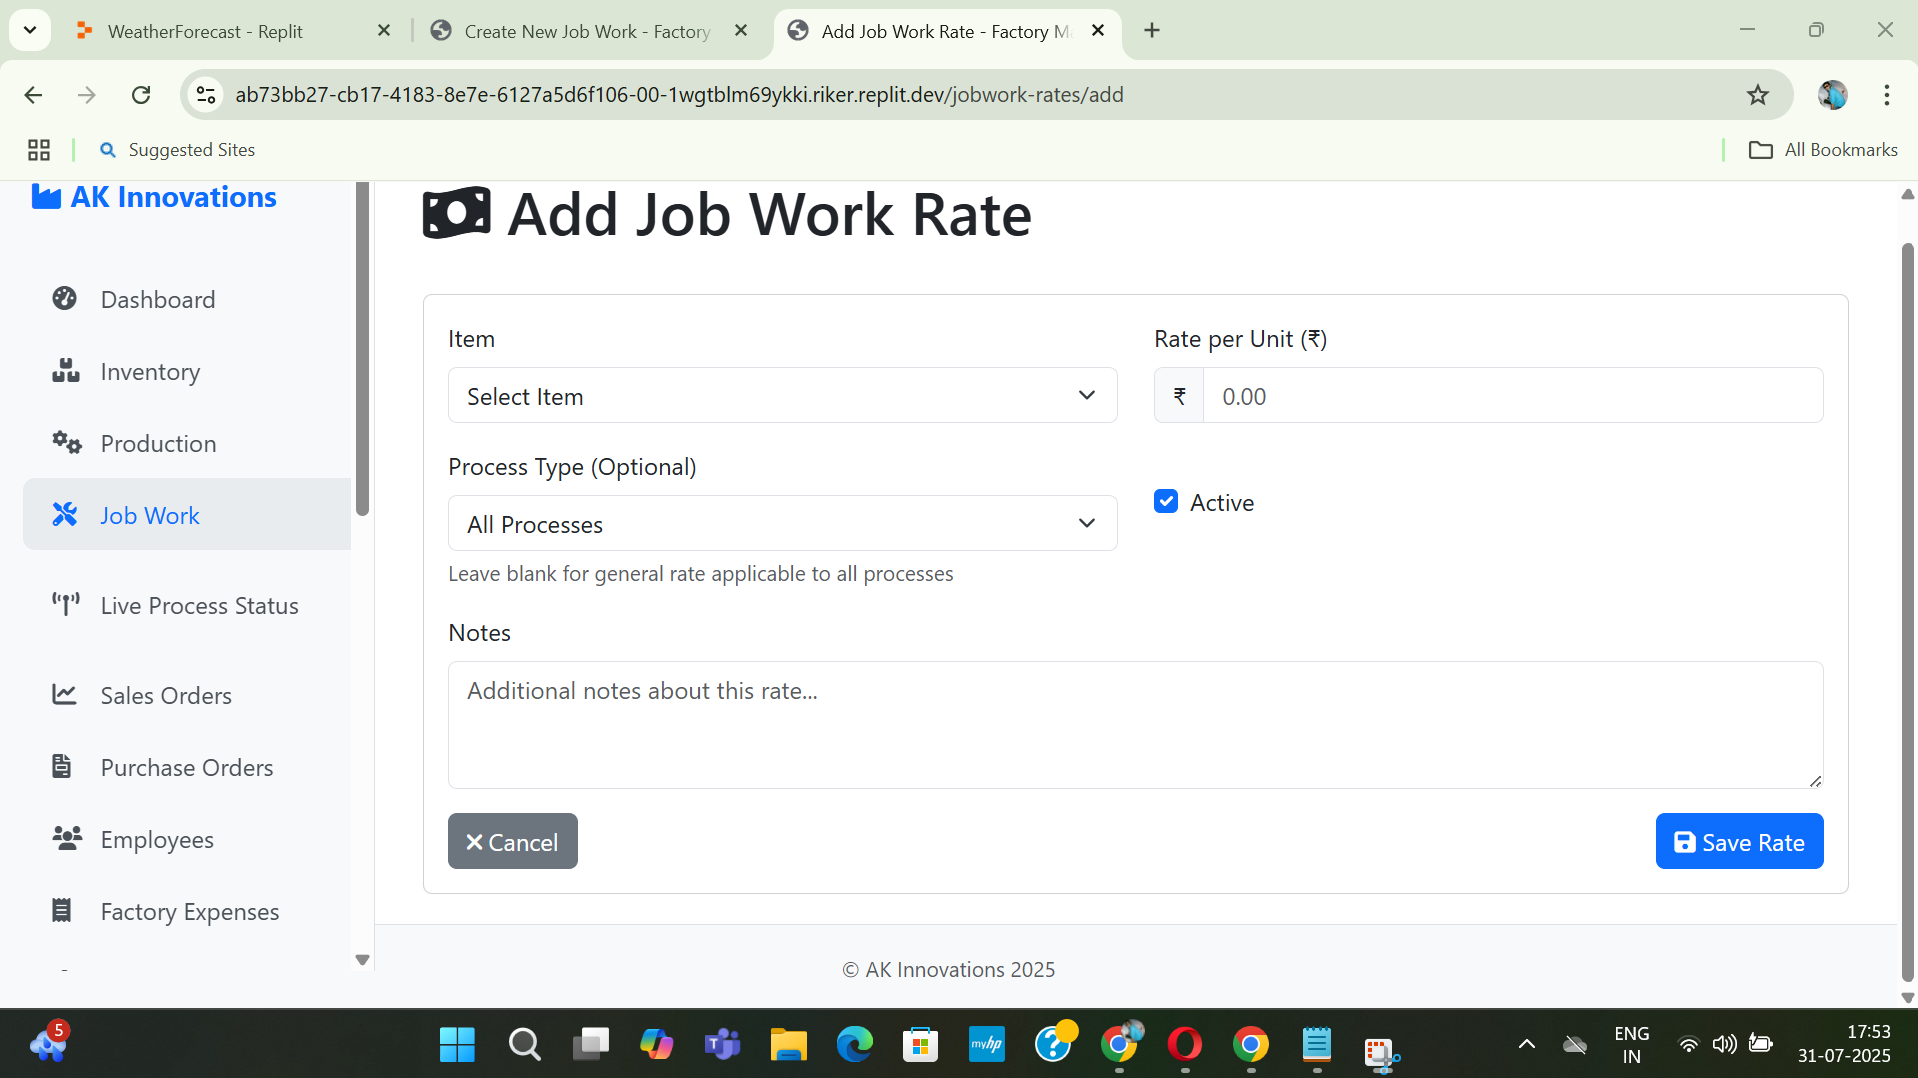 WeatherForecast - Replit
Create New Job Work - Factory
Add Job Work Rate - Factory M
ab73bb27-cb17-4183-8e7e-6127a5d6f106-00-1wgtblm69ykki.riker.replit.dev/jobwork-rates/add
Suggested Sites
All Bookmarks
AK Innovations
Dashboard
Inventory
Production
Job Work
Live Process Status
Sales Orders
Purchase Orders
Employees
Factory Expenses
Add Job Work Rate
Item
Select Item
Rate per Unit (₹)
₹ 0.00
Process Type (Optional)
All Processes
Leave blank for general rate applicable to all processes
Active
Notes
Additional notes about this rate...
Cancel
Save Rate
© AK Innovations 2025
5
T
myhp
?
ENG
IN
17:53
31-07-2025